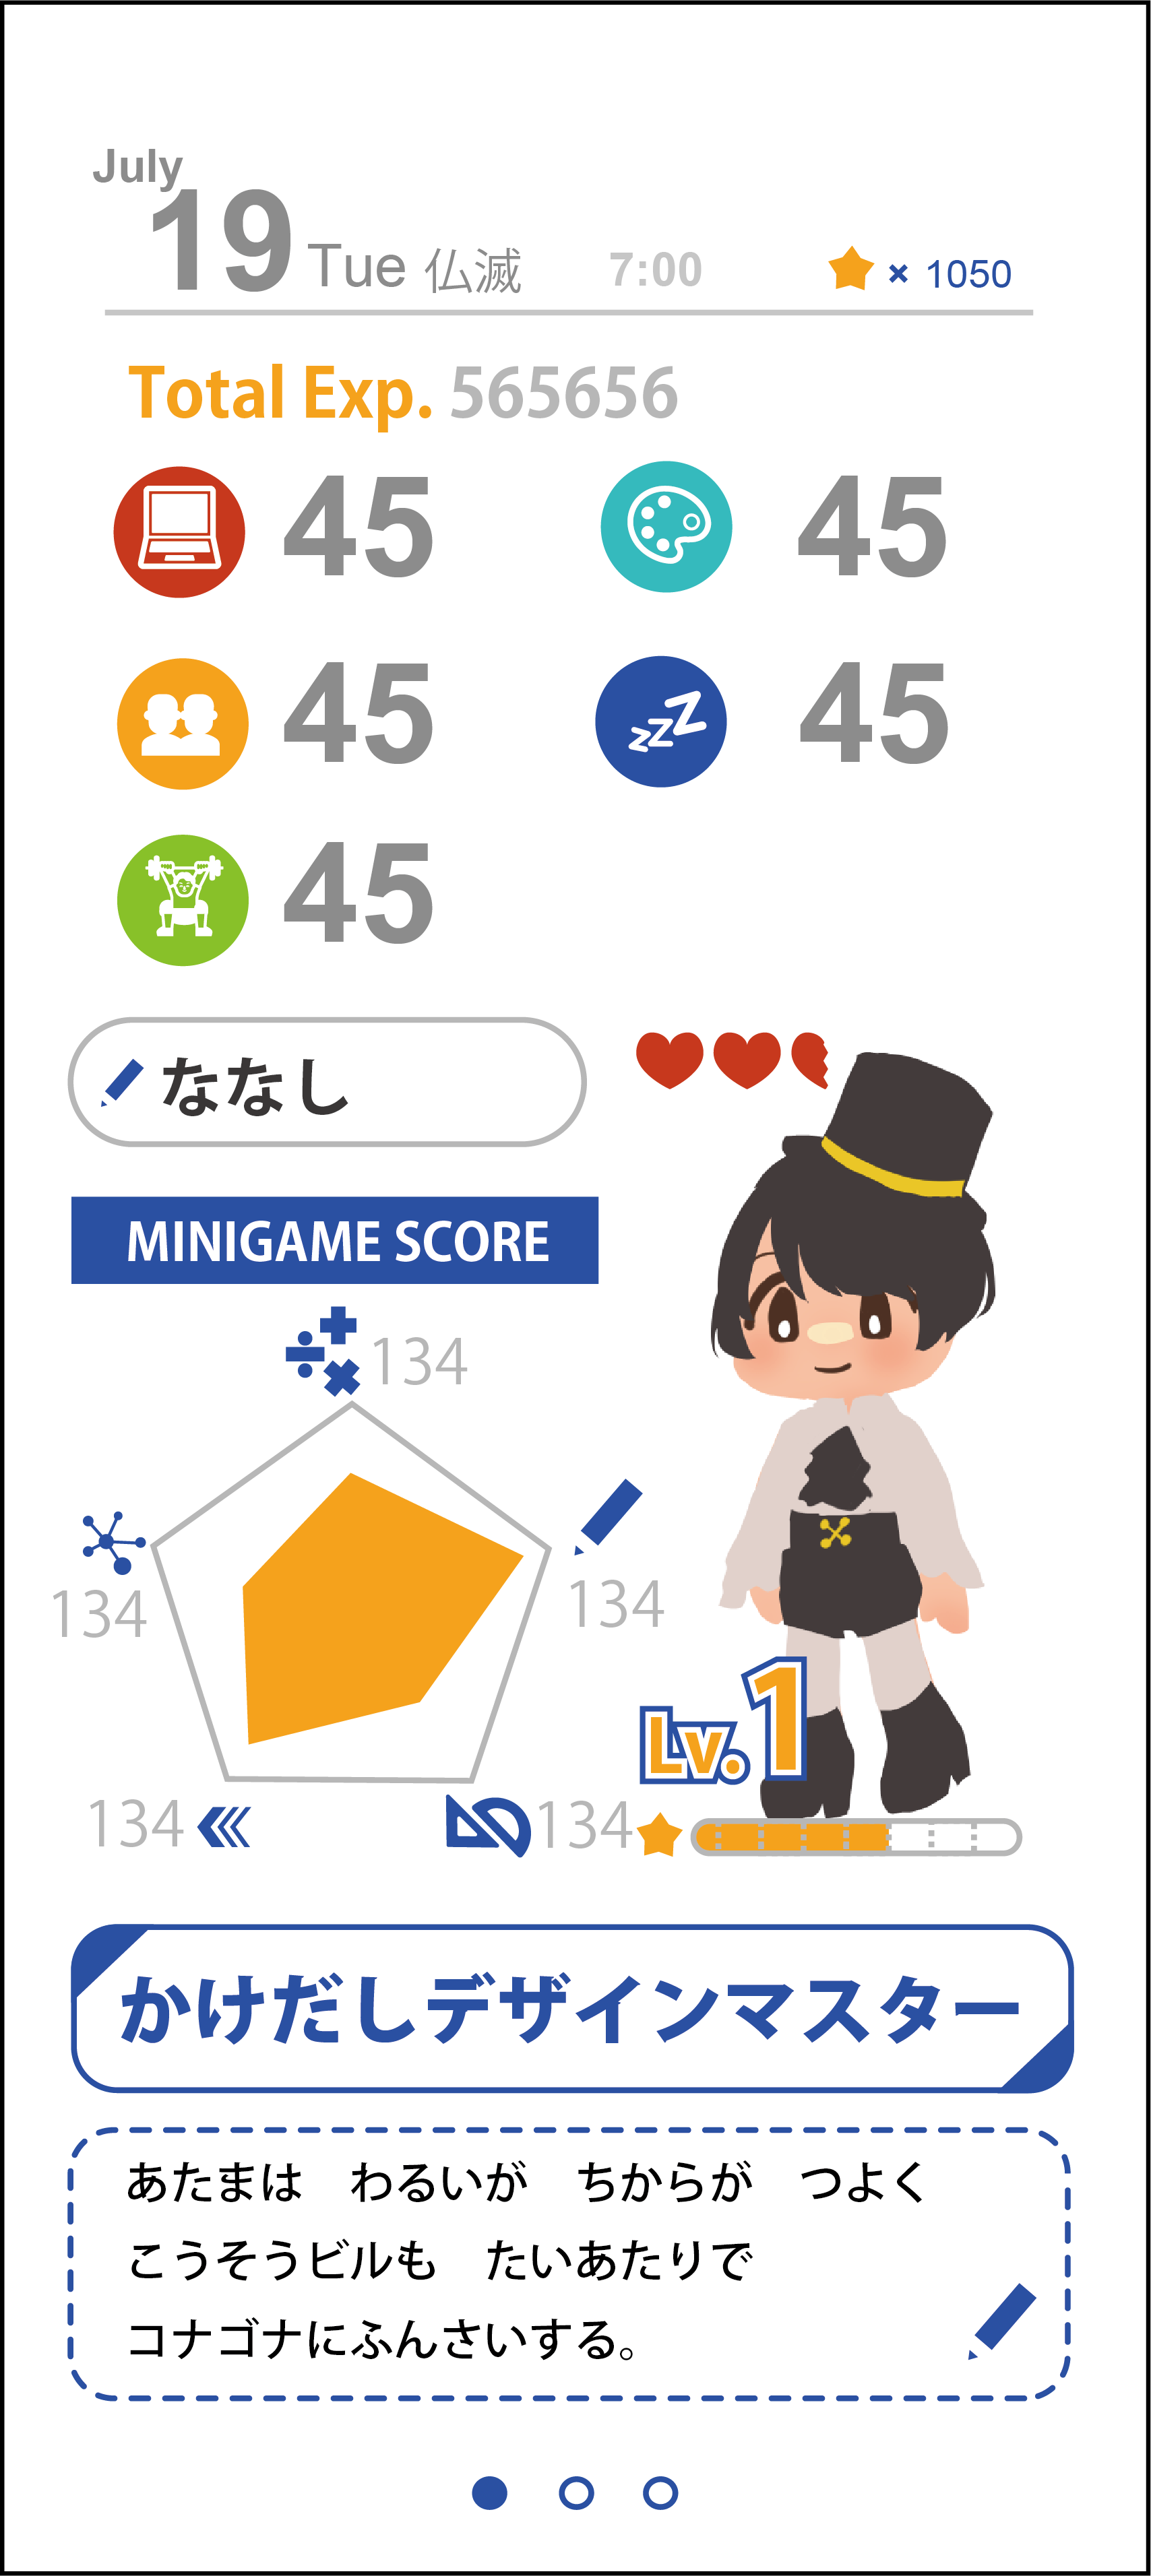 July
19 Tue 仏滅 7:00 × 1050
Total Exp. 565656
45 45
45 45
45
ななし
MINIGAME SCORE
134
134 134
Lv.1
134 134
かけだしデザインマスター
あたまは　わるいが　ちからが　つよく
こうそうビルも　たいあたりで
コナゴナにふんさいする。